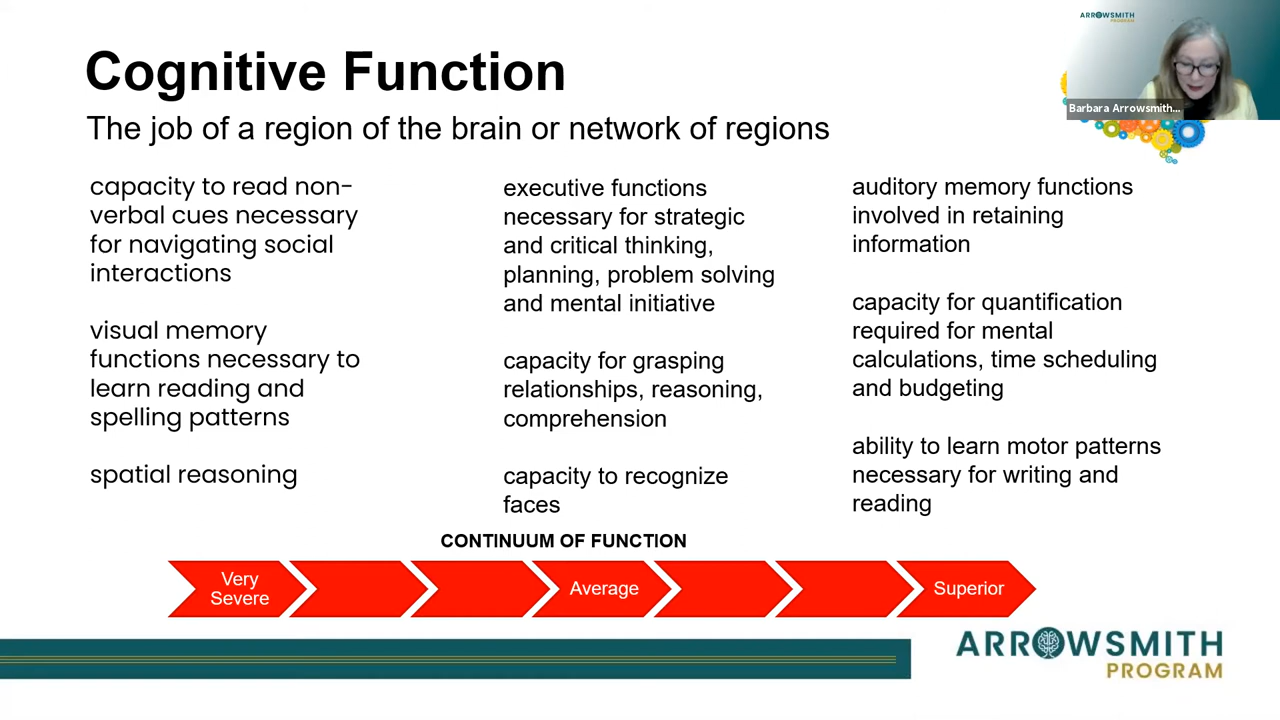 Cognitive Function
The job of a region of the brain or network of regions
capacity to read non-
verbal cues necessary
for navigating social
interactions
visual memory
functions necessary to
learn reading and
spelling patterns
spatial reasoning
executive functions
necessary for strategic
and critical thinking,
planning, problem solving
and mental initiative
capacity for grasping
relationships, reasoning,
comprehension
capacity to recognize
faces
auditory memory functions
involved in retaining
information
capacity for quantification
required for mental
calculations, time scheduling
and budgeting
ability to learn motor patterns
necessary for writing and
reading
CONTINUUM OF FUNCTION
Very
Severe
Average
Superior
ARROWSMITH
PROGRAM
ARROWSMITH
PROGRAM
Barbara Arrowsmith...